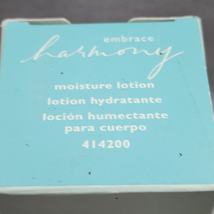 embrace
harmony
moisture lotion
lotion hydratante
loción humectante
para cuerpo
414200